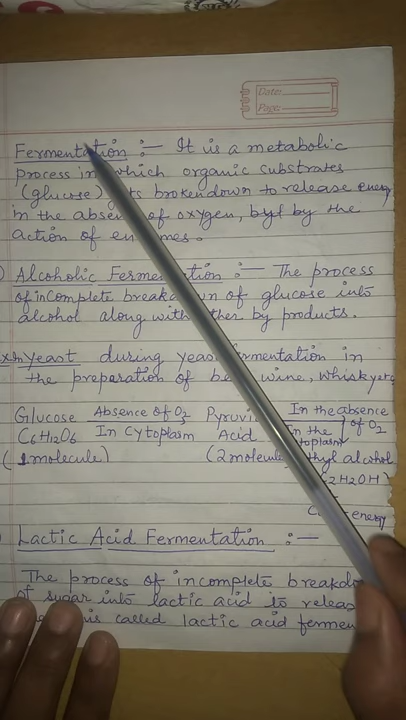 Date:
Page:
Fermentation :- It is a metabolic
process in which organic substrates
(glucose) gets broken down to release energy
in the absence of oxygen, by by the
action of enzymes.
Alcoholic Fermentation :- The process
of incomplete breakdown of glucose into
alcohol along with other by products.
Yeast during yeast fermentation in
the preparation of beer wine, whisky etc
Glucose Absence of O2 Pyruvic In the absence of O2
C6H12O6 In Cytoplasm Acid In the cytoplasm
(1 molecule) (2 molecule) Ethyl alcohol
(C2H5OH)
energy
Lactic Acid Fermentation :-
The process of incomplete breakdown
of sugar into lactic acid to release
is called lactic acid fermen